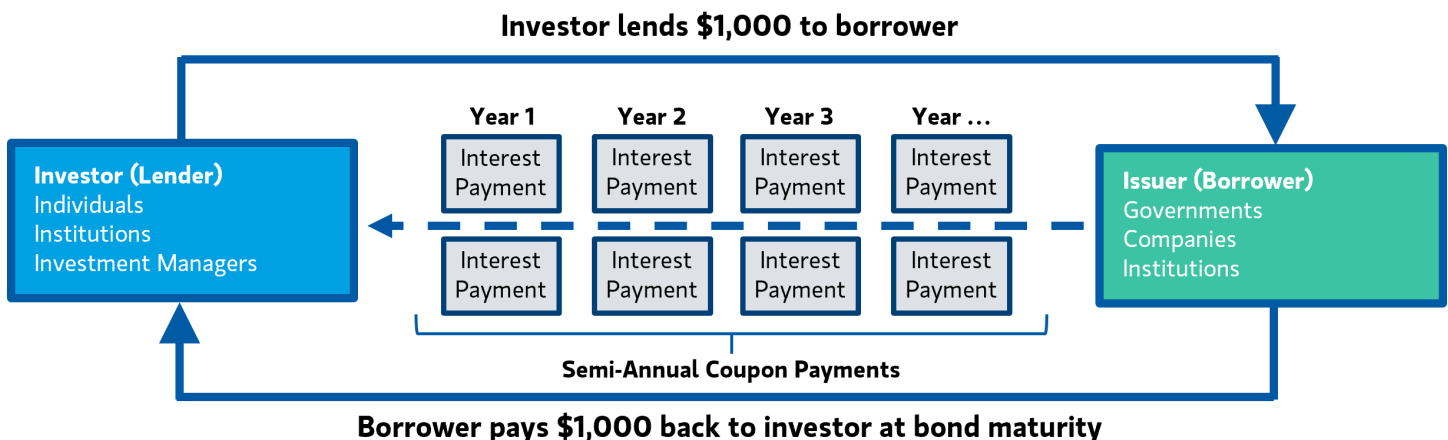 Investor lends $1,000 to borrower
Investor (Lender)
Individuals
Institutions
Investment Managers
Year 1
Interest
Payment
Interest
Payment
Year 2
Interest
Payment
Interest
Payment
Year 3
Interest
Payment
Interest
Payment
Year ...
Interest
Payment
Interest
Payment
Semi-Annual Coupon Payments
Issuer (Borrower)
Governments
Companies
Institutions
Borrower pays $1,000 back to investor at bond maturity